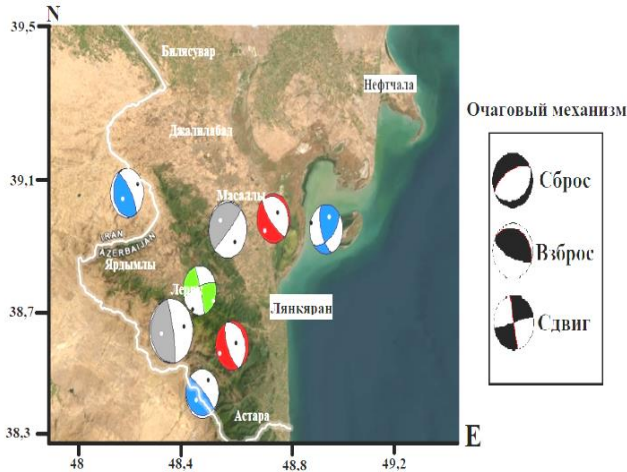 N
39,5
39,1
38,7
38,3
48
48.4
48.8
49.2
E
Билясувар
Нефтчала
Джалилабад
Масаллы
IRAN
AZERBAIJAN
Ярдымлы
Лянкяран
Астара
Очаговый механизм
Сброс
Взброс
Сдвиг